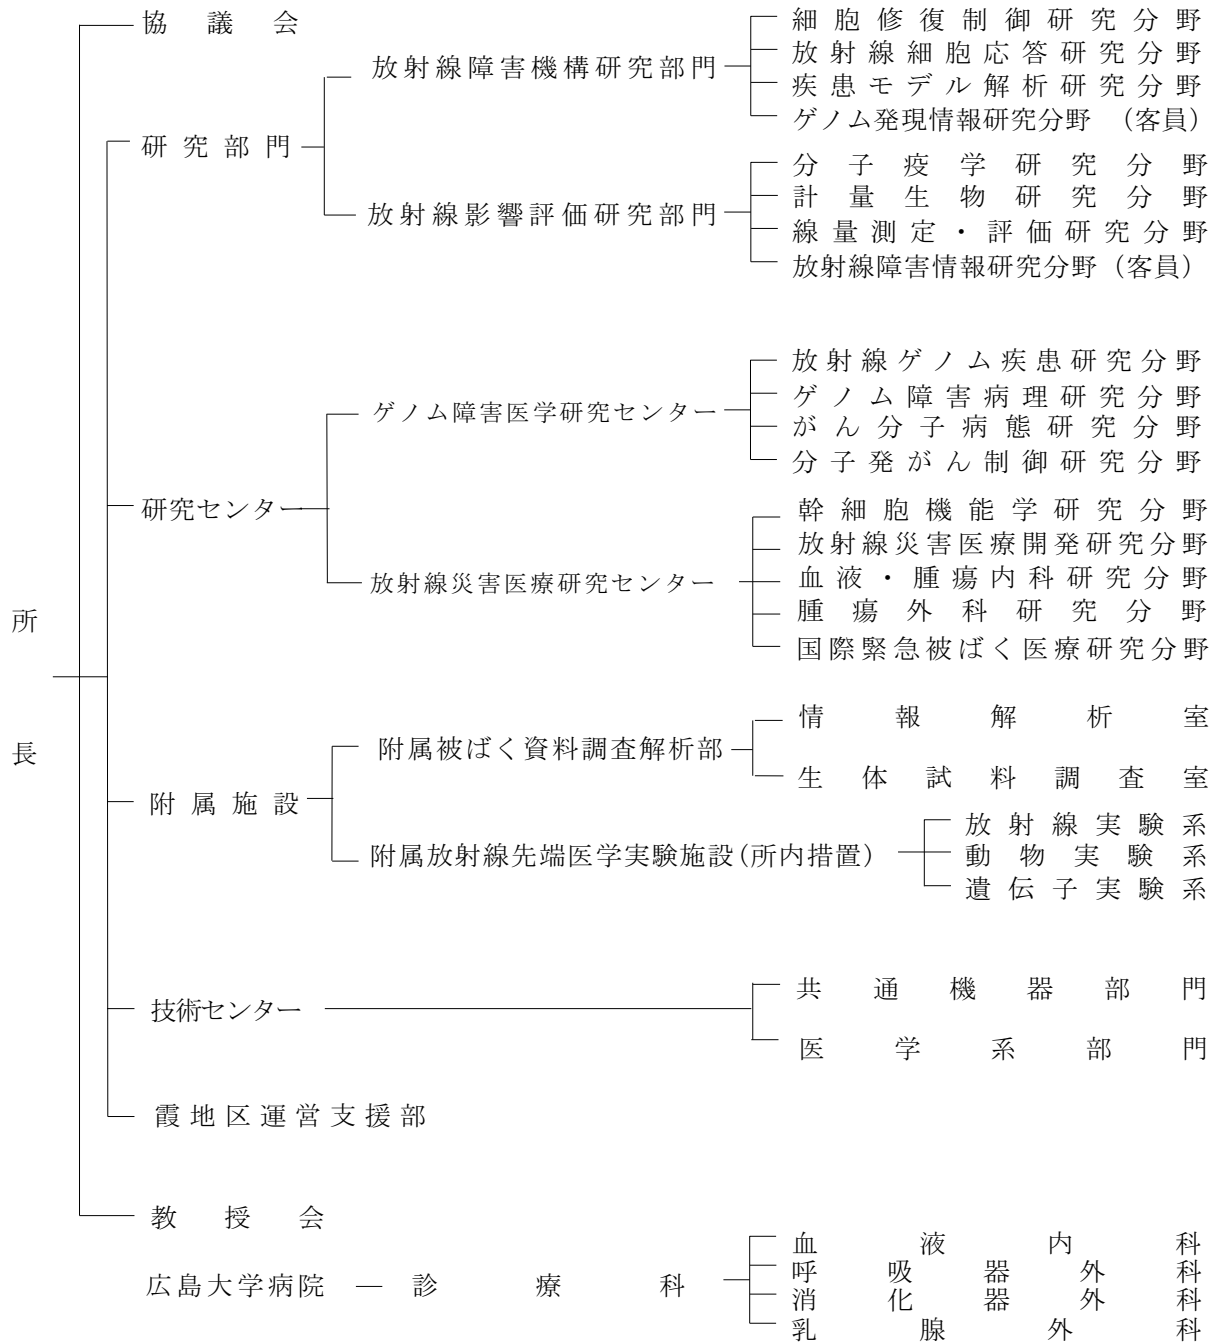 協議会
細胞修復制御研究分野
放射線細胞応答研究分野
放射線障害機構研究部門
疾患モデル解析研究分野
ゲノム発現情報研究分野 (客員)
研究部門
分子疫学研究分野
計量生物研究分野
放射線影響評価研究部門
線量測定・評価研究分野
放射線障害情報研究分野(客員)
放射線ゲノム疾患研究分野
ゲノム障害病理研究分野
ゲノム障害医学研究センター
がん分子病態研究分野
分子発がん制御研究分野
研究センター
幹細胞機能学研究分野
放射線災害医療開発研究分野
放射線災害医療研究センター
血液・腫瘍内科研究分野
腫瘍外科研究分野
国際緊急被ばく医療研究分野
所長
情報解析室
附属被ばく資料調査解析部
生体試料調査室
附属施設
放射線実験系
附属放射線先端医学実験施設(所内措置)
動物実験系
遺伝子実験系
共通機器部門
技術センター
医学系部門
霞地区運営支援部
教授会
血液内科
呼吸器外科
広島大学病院 ― 診療科
消化器外科
乳腺外科